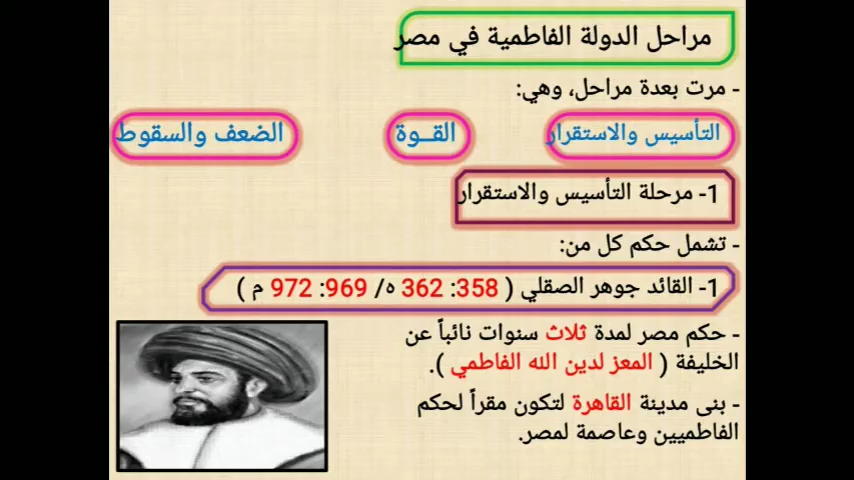 مراحل الدولة الفاطمية في مصر
- مرت بعدة مراحل، وهي:
التأسيس والاستقرار
القــوة
الضعف والسقوط
1- مرحلة التأسيس والاستقرار
- تشمل حكم كل من:
1- القائد جوهر الصقلي ( 358: 362 ه/ 969: 972 م )
- حكم مصر لمدة ثلاث سنوات نائباً عن
الخليفة ( المعز لدين الله الفاطمي ).
- بنى مدينة القاهرة لتكون مقراً لحكم
الفاطميين وعاصمة لمصر.